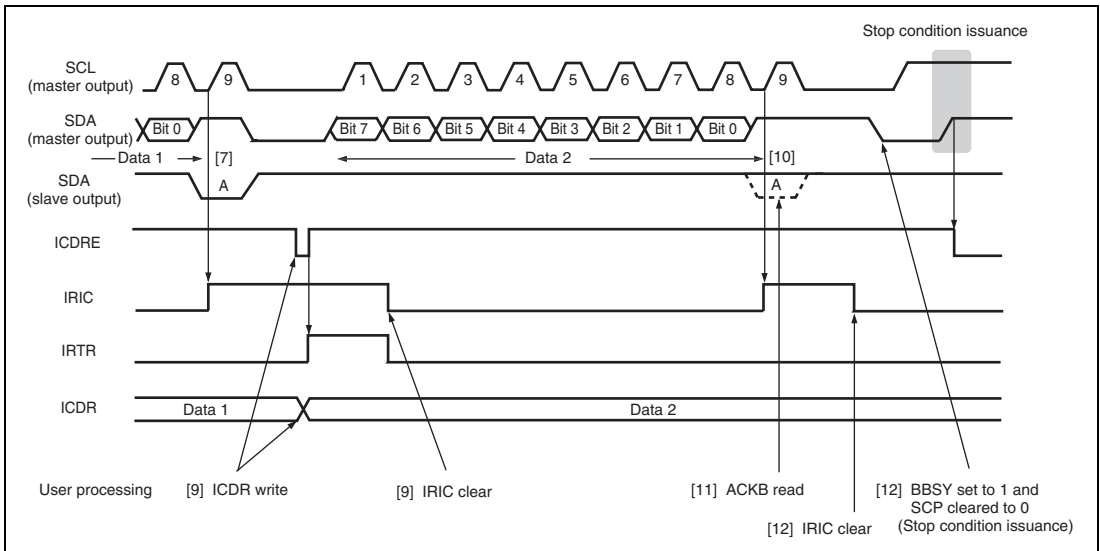 Stop condition issuance
SCL
(master output)
8 9 1 2 3 4 5 6 7 8 9
SDA
(master output)
Bit 0 Bit 7 Bit 6 Bit 5 Bit 4 Bit 3 Bit 2 Bit 1 Bit 0
Data 1 [7] Data 2 [10]
SDA
(slave output)
A A
ICDRE
IRIC
IRTR
ICDR
Data 1 Data 2
User processing [9] ICDR write [9] IRIC clear [11] ACKB read [12] BBSY set to 1 and
SCP cleared to 0
(Stop condition issuance)
[12] IRIC clear